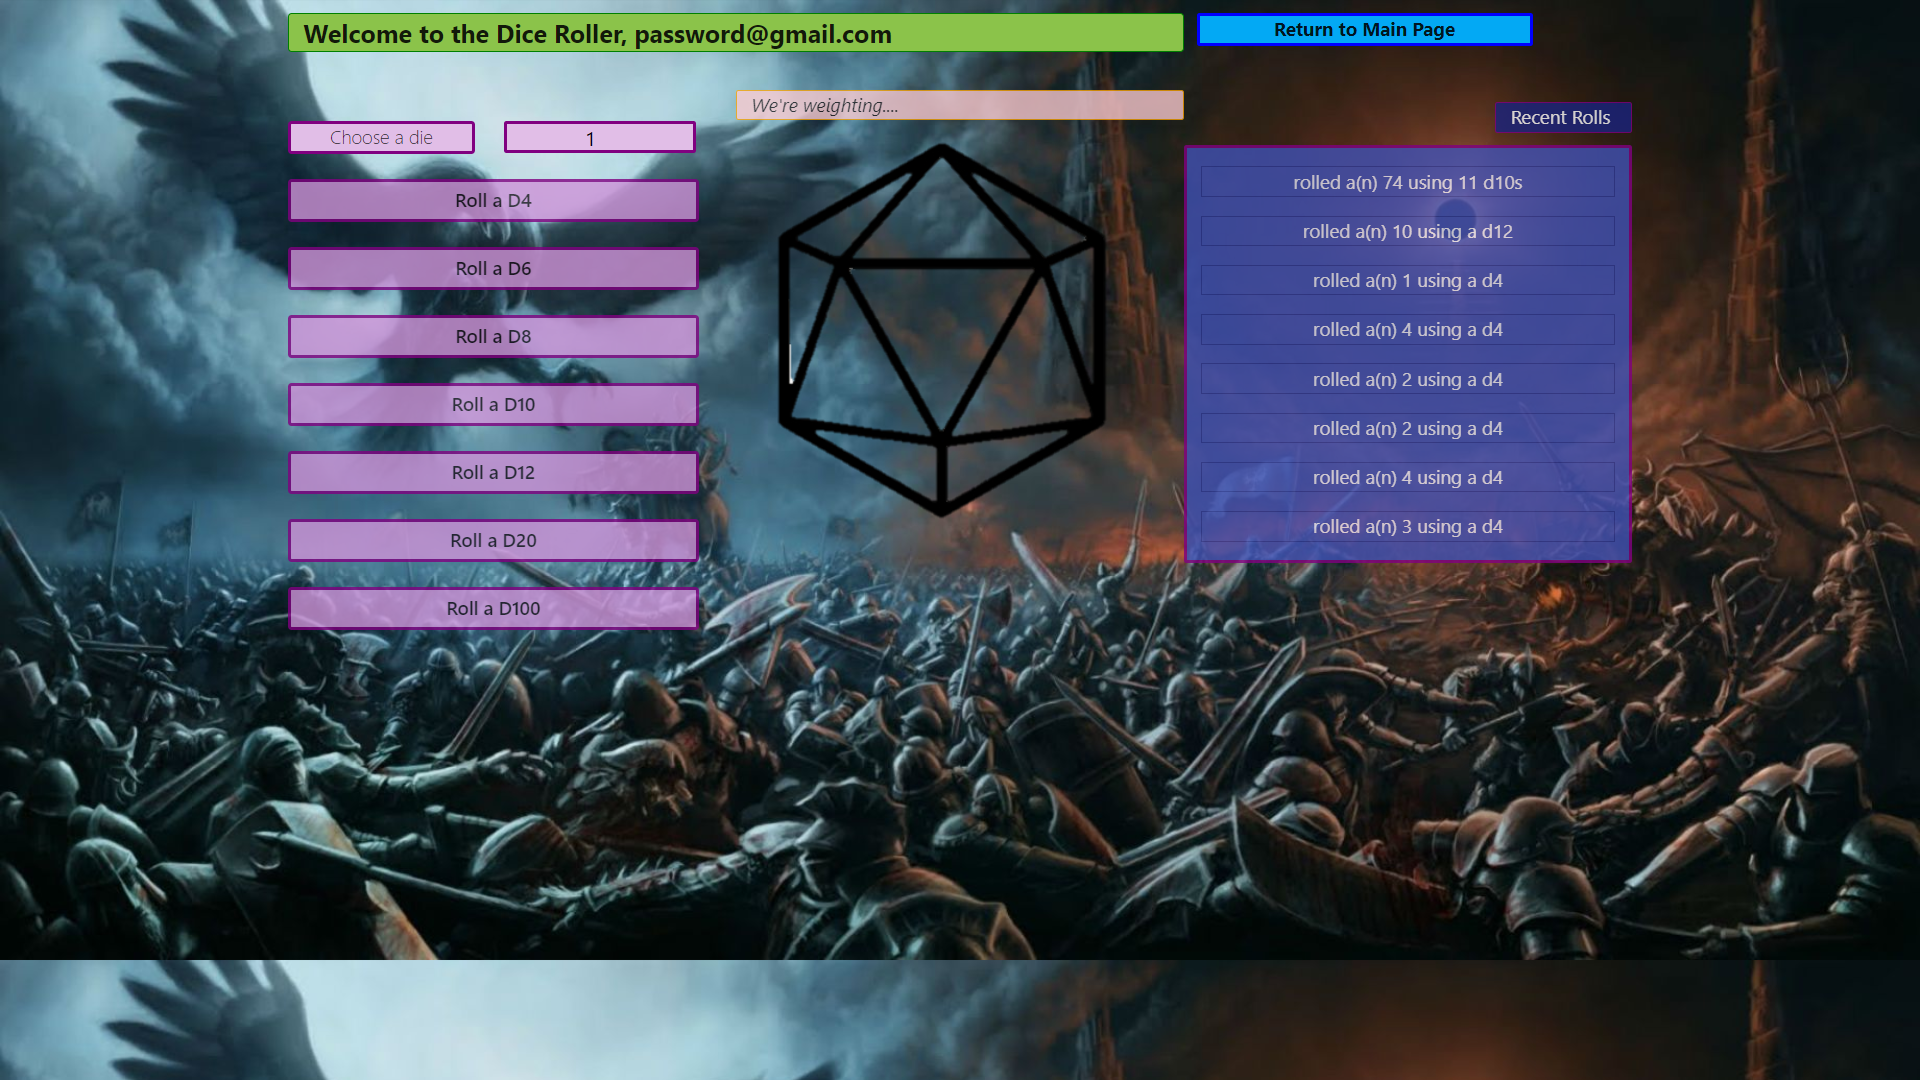 Welcome to the Dice Roller, password@gmail.com
Return to Main Page
We're weighting....
Choose a die
1
Roll a D4
Roll a D6
Roll a D8
Roll a D10
Roll a D12
Roll a D20
Roll a D100
Recent Rolls
rolled a(n) 74 using 11 d10s
rolled a(n) 10 using a d12
rolled a(n) 1 using a d4
rolled a(n) 4 using a d4
rolled a(n) 2 using a d4
rolled a(n) 2 using a d4
rolled a(n) 4 using a d4
rolled a(n) 3 using a d4